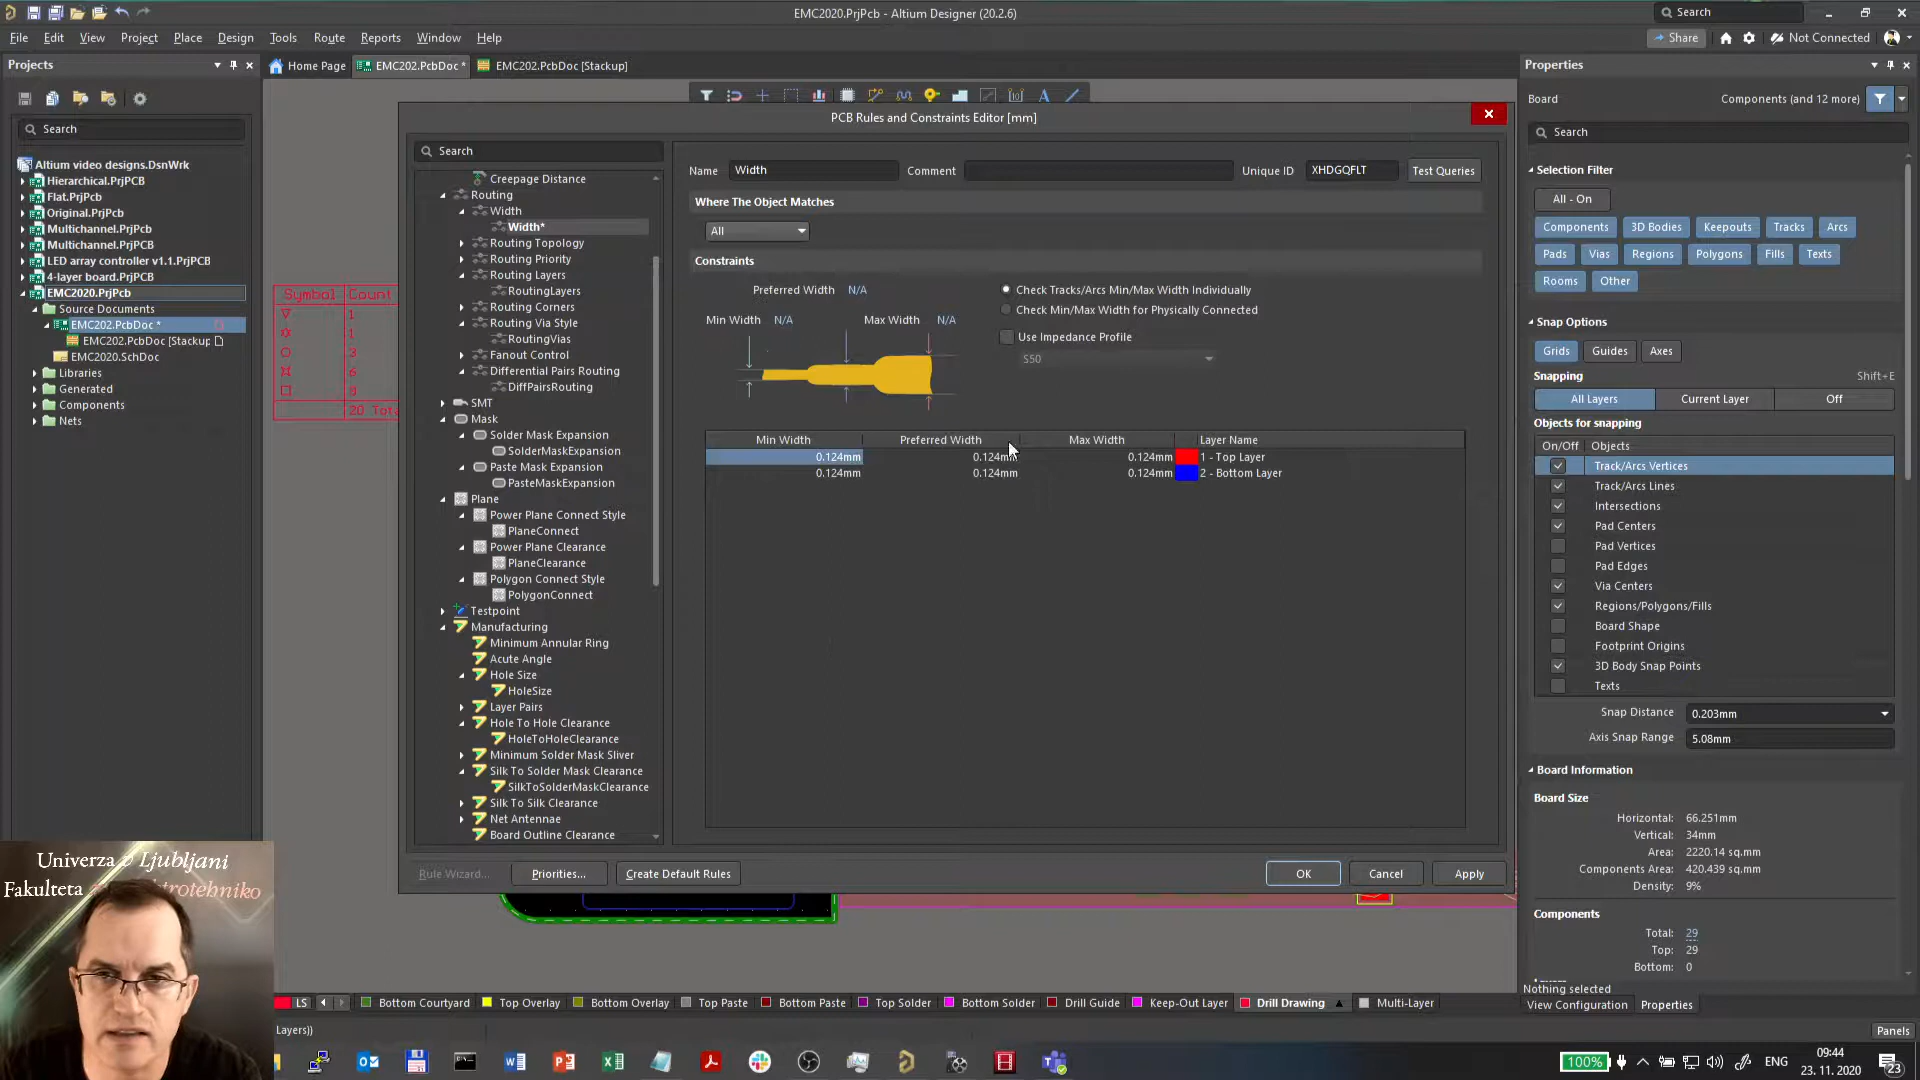 EMC2020.PrjPcb - Altium Designer (20.2.6)
Search
File Edit View Project Place Design Tools Route Reports Window Help
Share
Not Connected
Projects
Home Page
EMC202.PcbDoc *
EMC202.PcbDoc [Stackup]
Search
Altium video designs.DsnWrk
Hierarchical.PrjPCB
Flat.PrjPcb
Original.PrjPcb
Multichannel.PrjPcb
Multichannel.PrjPCB
LED array controller v1.1.PrjPCB
4-layer board.PrjPCB
EMC2020.PrjPcb
Source Documents
EMC202.PcbDoc *
EMC202.PcbDoc [Stackup
EMC2020.SchDoc
Libraries
Generated
Components
Nets
Symbol Count
1
1
3
6
20 Tot
PCB Rules and Constraints Editor [mm]
Search
Creepage Distance
Routing
Width
Width*
Routing Topology
Routing Priority
Routing Layers
RoutingLayers
Routing Corners
Routing Via Style
RoutingVias
Fanout Control
Differential Pairs Routing
DiffPairsRouting
SMT
Mask
Solder Mask Expansion
SolderMaskExpansion
Paste Mask Expansion
PasteMaskExpansion
Plane
Power Plane Connect Style
PlaneConnect
Power Plane Clearance
PlaneClearance
Polygon Connect Style
PolygonConnect
Testpoint
Manufacturing
Minimum Annular Ring
Acute Angle
Hole Size
HoleSize
Layer Pairs
Hole To Hole Clearance
HoleToHoleClearance
Minimum Solder Mask Sliver
Silk To Solder Mask Clearance
SilkToSolderMaskClearance
Silk To Silk Clearance
Net Antennae
Board Outline Clearance
Name Width Comment Unique ID XHDGQFLT Test Queries
Where The Object Matches
All
Constraints
Preferred Width N/A
Min Width N/A Max Width N/A
Check Tracks/Arcs Min/Max Width Individually
Check Min/Max Width for Physically Connected
Use Impedance Profile
S50
Min Width Preferred Width Max Width Layer Name
0.124mm 0.124mm 0.124mm 1 - Top Layer
0.124mm 0.124mm 0.124mm 2 - Bottom Layer
Rule Wizard... Priorities... Create Default Rules OK Cancel Apply
Properties
Board Components (and 12 more)
Search
Selection Filter
All - On
Components 3D Bodies Keepouts Tracks Arcs
Pads Vias Regions Polygons Fills Texts
Rooms Other
Snap Options
Grids Guides Axes
Snapping Shift+E
All Layers Current Layer Off
Objects for snapping
On/Off Objects
Track/Arcs Vertices
Track/Arcs Lines
Intersections
Pad Centers
Pad Vertices
Pad Edges
Via Centers
Regions/Polygons/Fills
Board Shape
Footprint Origins
3D Body Snap Points
Texts
Snap Distance 0.203mm
Axis Snap Range 5.08mm
Board Information
Board Size
Horizontal: 66.251mm
Vertical: 34mm
Area: 2220.14 sq.mm
Components Area: 420.439 sq.mm
Density: 9%
Components
Total: 29
Top: 29
Bottom: 0
Nothing selected
View Configuration Properties
Univerza v Ljubljani
Fakulteta
LS Bottom Courtyard Top Overlay Bottom Overlay Top Paste Bottom Paste Top Solder Bottom Solder Drill Guide Keep-Out Layer Drill Drawing Multi-Layer
Layers))
Panels
100%
ENG
09:44
23. 11. 2020
23